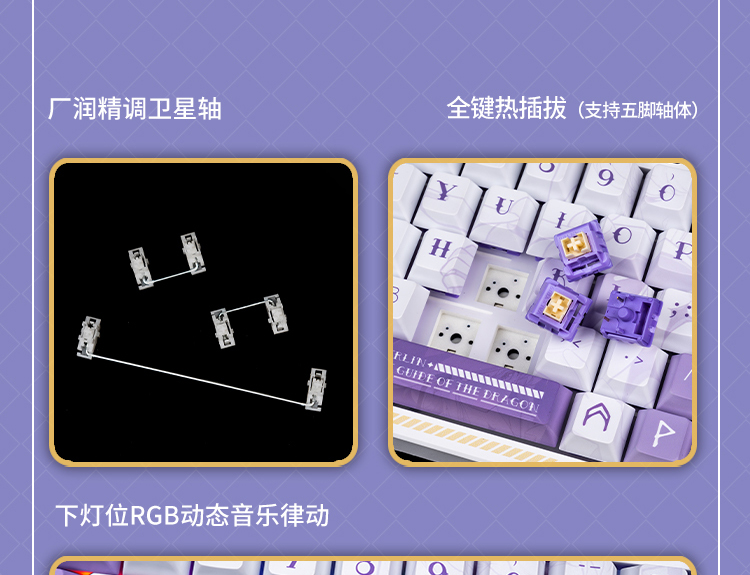 厂润精调卫星轴
全键热插拔（支持五脚轴体）
8 9 0
Y U I O P
H
RLIN
GUIDE OF THE DRAGON
下灯位RGB动态音乐律动